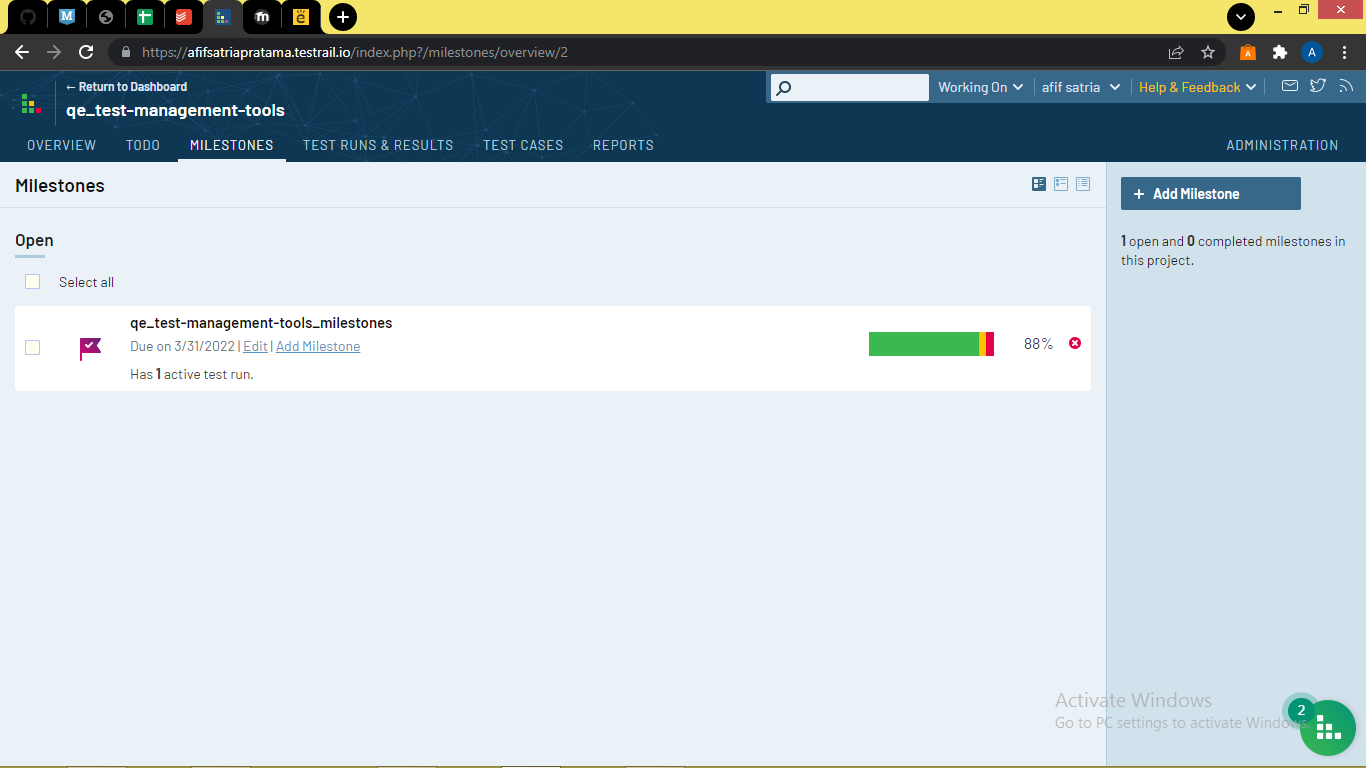 https://afifsatriapratama.testrail.io/index.php?/milestones/overview/2
A
← Return to Dashboard
qe_test-management-tools
Working On
afif satria
Help & Feedback
OVERVIEW
TODO
MILESTONES
TEST RUNS & RESULTS
TEST CASES
REPORTS
ADMINISTRATION
Milestones
+ Add Milestone
1 open and 0 completed milestones in
this project.
Open
Select all
qe_test-management-tools_milestones
Due on 3/31/2022 | Edit | Add Milestone
Has 1 active test run.
88%
Activate Windows
Go to PC settings to activate Windows.
2